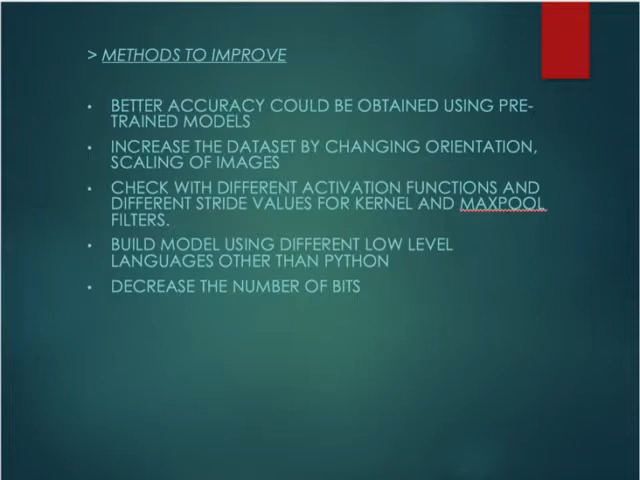 > METHODS TO IMPROVE
• BETTER ACCURACY COULD BE OBTAINED USING PRE-
TRAINED MODELS
• INCREASE THE DATASET BY CHANGING ORIENTATION,
SCALING OF IMAGES
• CHECK WITH DIFFERENT ACTIVATION FUNCTIONS AND
DIFFERENT STRIDE VALUES FOR KERNEL AND MAXPOOL
FILTERS.
• BUILD MODEL USING DIFFERENT LOW LEVEL
LANGUAGES OTHER THAN PYTHON
• DECREASE THE NUMBER OF BITS